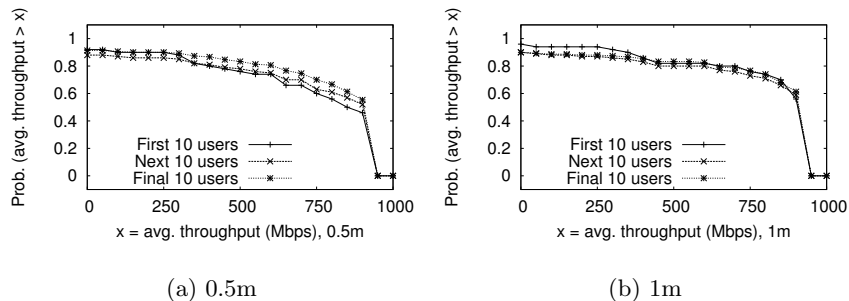 Prob. (avg. throughput > x)
1
0.8
0.6
0.4
0.2
0
First 10 users
Next 10 users
Final 10 users
0 250 500 750 1000
x = avg. throughput (Mbps), 0.5m
(a) 0.5m
Prob. (avg. throughput > x)
1
0.8
0.6
0.4
0.2
0
First 10 users
Next 10 users
Final 10 users
0 250 500 750 1000
x = avg. throughput (Mbps), 1m
(b) 1m